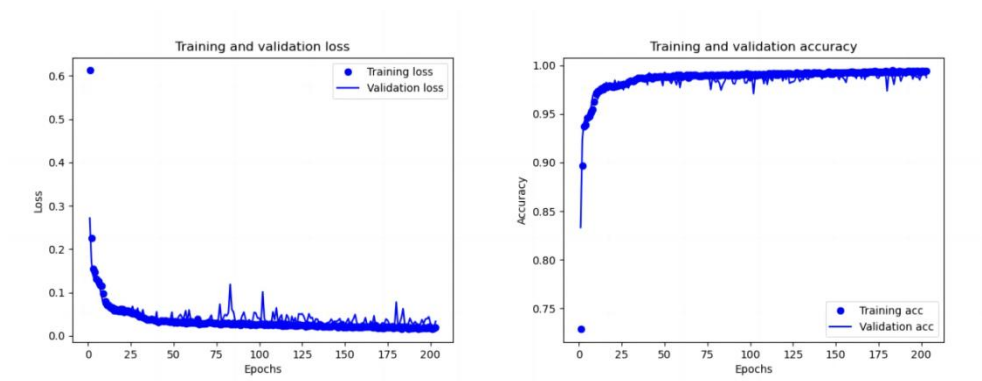 Training and validation loss
Training loss
Validation loss
0.6
0.5
0.4
0.3
0.2
0.1
0.0
Loss
0 25 50 75 100 125 150 175 200
Epochs
Training and validation accuracy
1.00
0.95
0.90
0.85
0.80
0.75
Accuracy
Training acc
Validation acc
0 25 50 75 100 125 150 175 200
Epochs